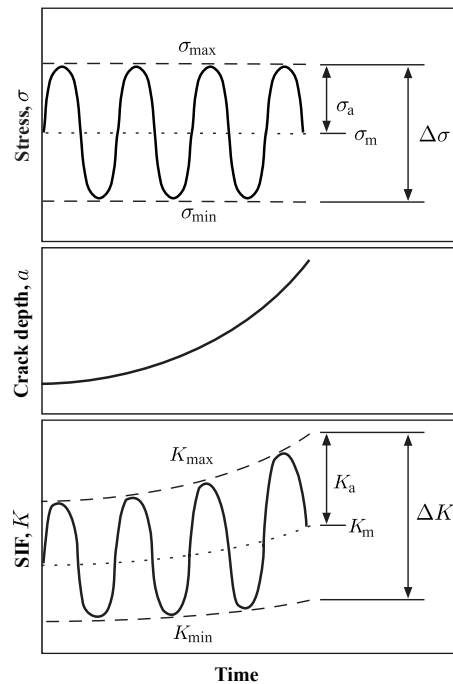 Stress, σ
σmax
σa
σm
Δσ
σmin
Crack depth, a
SIF, K
Kmax
Ka
Km
ΔK
Kmin
Time